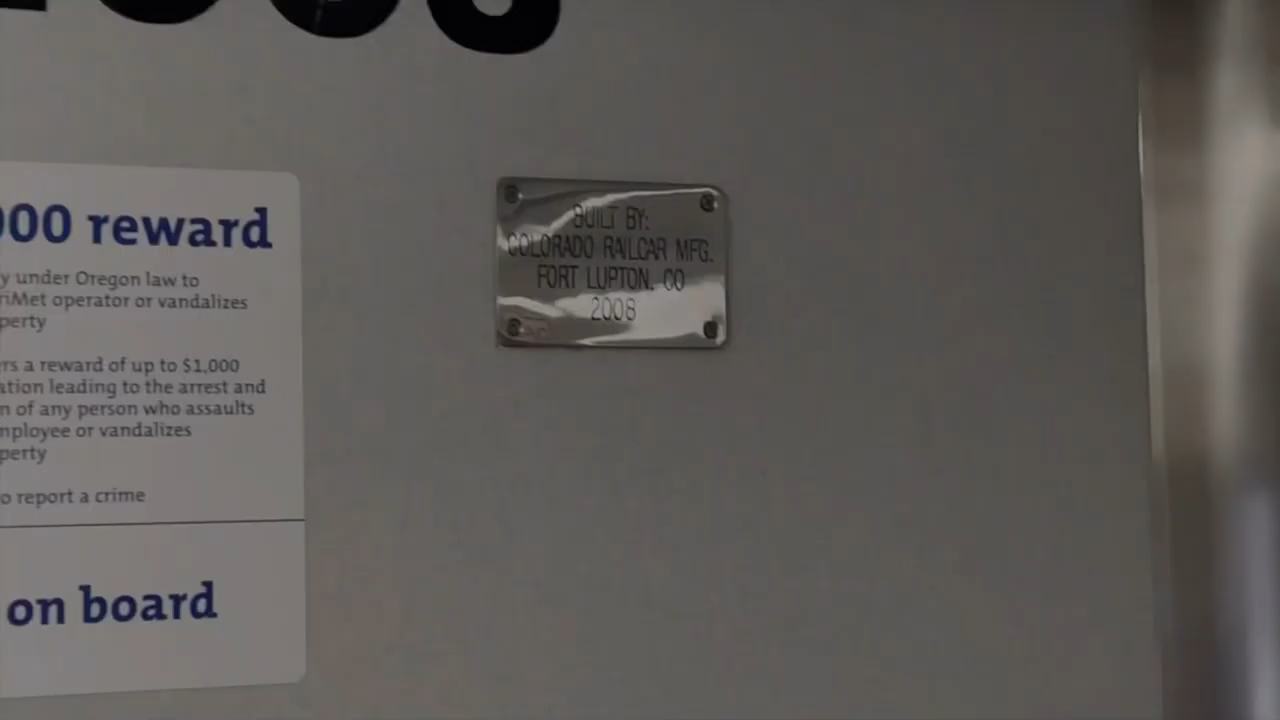 000 reward
y under Oregon law to
riMet operator or vandalizes
perty
rs a reward of up to $1,000
ation leading to the arrest and
n of any person who assaults
mployee or vandalizes
perty
o report a crime
on board
BUILT BY:
COLORADO RAILCAR MFG.
FORT LUPTON, CO
2008